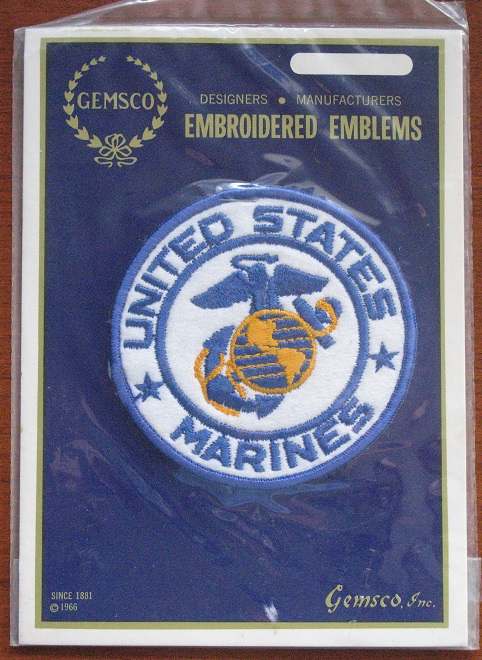 GEMSCO
DESIGNERS • MANUFACTURERS
EMBROIDERED EMBLEMS
UNITED STATES
MARINES
SINCE 1881
© 1966
Gemsco, Inc.